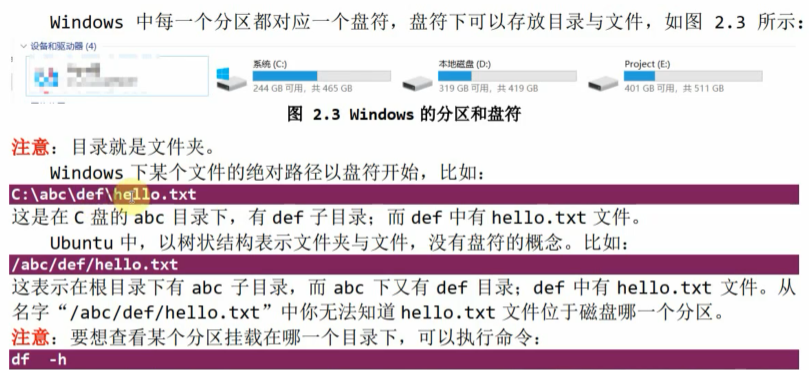 Windows 中每一个分区都对应一个盘符，盘符下可以存放目录与文件，如图 2.3 所示：
设备和驱动器 (4)
系统 (C:)
244 GB 可用，共 465 GB
本地磁盘 (D:)
319 GB 可用，共 419 GB
Project (E:)
401 GB 可用，共 511 GB
图 2.3 Windows 的分区和盘符
注意：目录就是文件夹。
Windows 下某个文件的绝对路径以盘符开始，比如：
C:\abc\def\hello.txt
这是在 C 盘的 abc 目录下，有 def 子目录；而 def 中有 hello.txt 文件。
Ubuntu 中，以树状结构表示文件夹与文件，没有盘符的概念。比如：
/abc/def/hello.txt
这表示在根目录下有 abc 子目录，而 abc 下又有 def 目录；def 中有 hello.txt 文件。从
名字“/abc/def/hello.txt”中你无法知道 hello.txt 文件位于磁盘哪一个分区。
注意：要想查看某个分区挂载在哪一个目录下，可以执行命令：
df -h